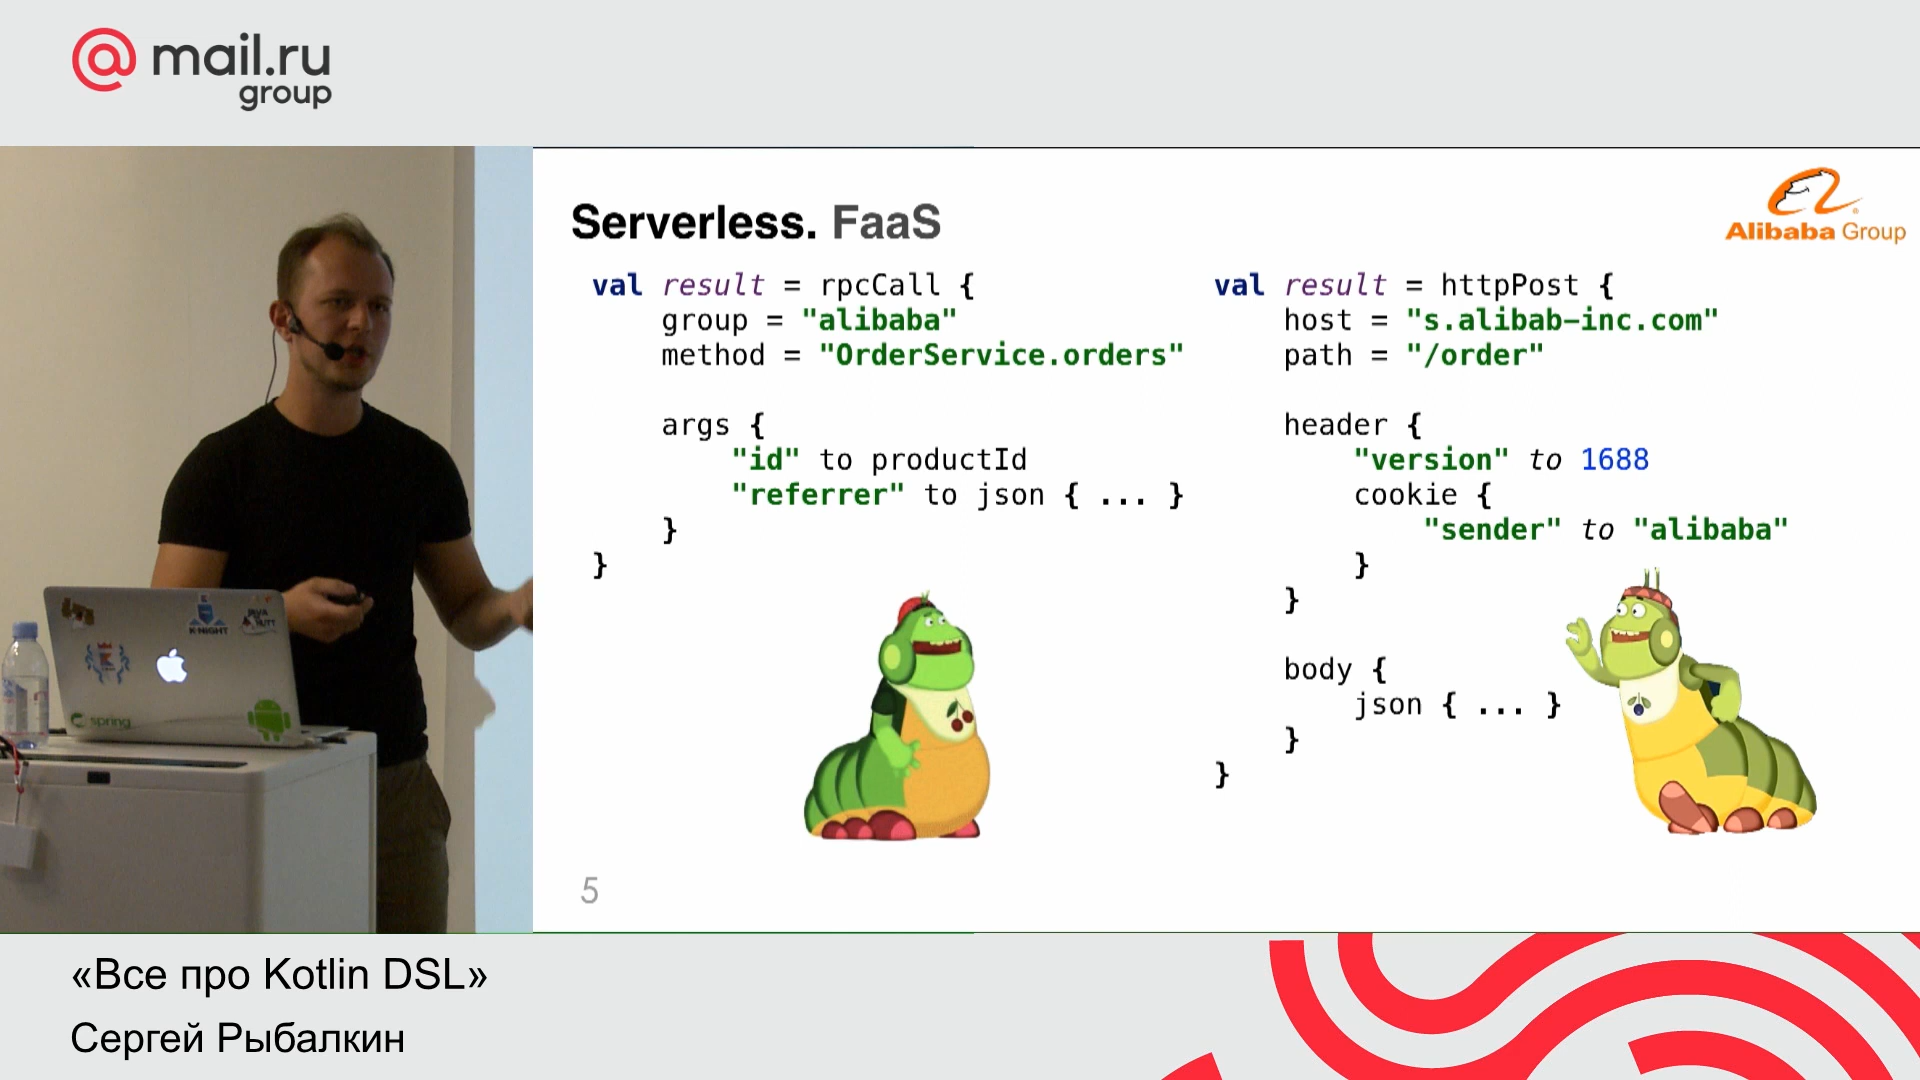 @mail.ru
group
Serverless. FaaS
Alibaba Group
val result = rpcCall {
group = "alibaba"
method = "OrderService.orders"
args {
"id" to productId
"referrer" to json { ... }
}
}
val result = httpPost {
host = "s.alibab-inc.com"
path = "/order"
header {
"version" to 1688
cookie {
"sender" to "alibaba"
}
}
body {
json { ... }
}
}
5
K-NIGHT
spring
«Все про Kotlin DSL»
Сергей Рыбалкин